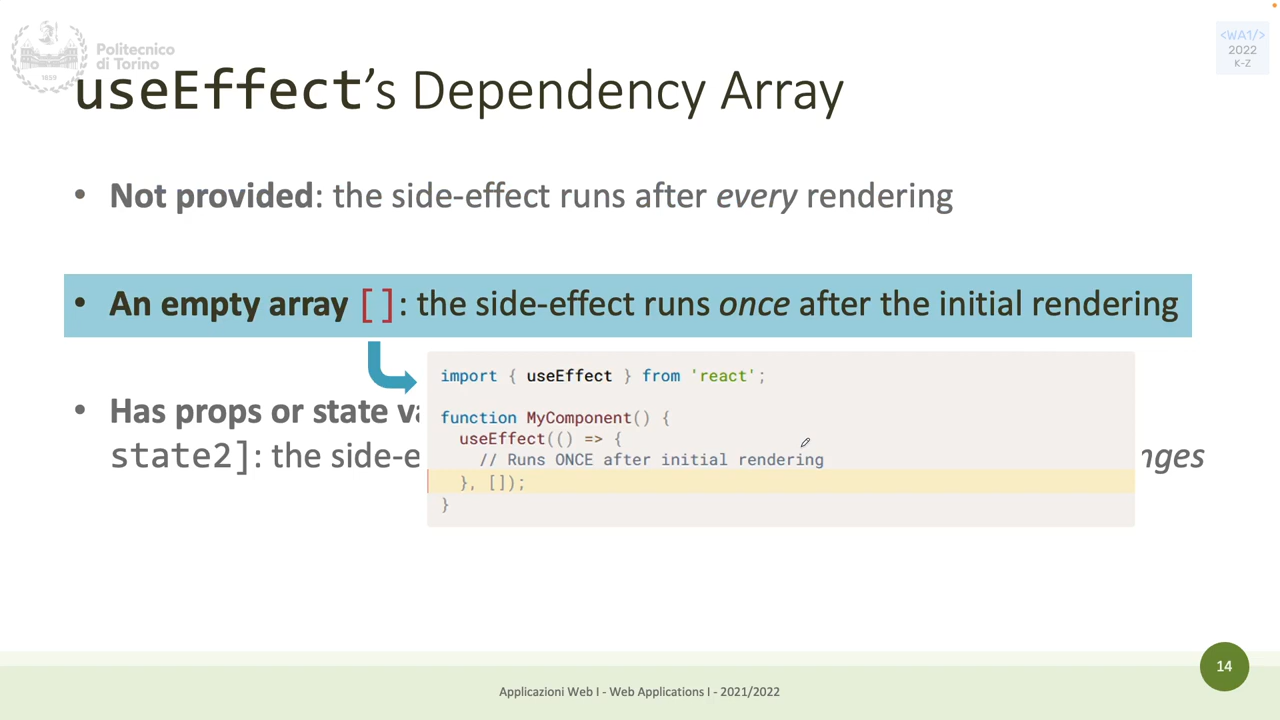 Politecnico
di Torino
1859
<WA1/>
2022
K-Z
useEffect's Dependency Array
• Not provided: the side-effect runs after every rendering
• An empty array []: the side-effect runs once after the initial rendering
import { useEffect } from 'react';
function MyComponent() {
useEffect(() => {
// Runs ONCE after initial rendering
}, []);
}
• Has props or state va
state2]: the side-e
nges
14
Applicazioni Web I - Web Applications I - 2021/2022